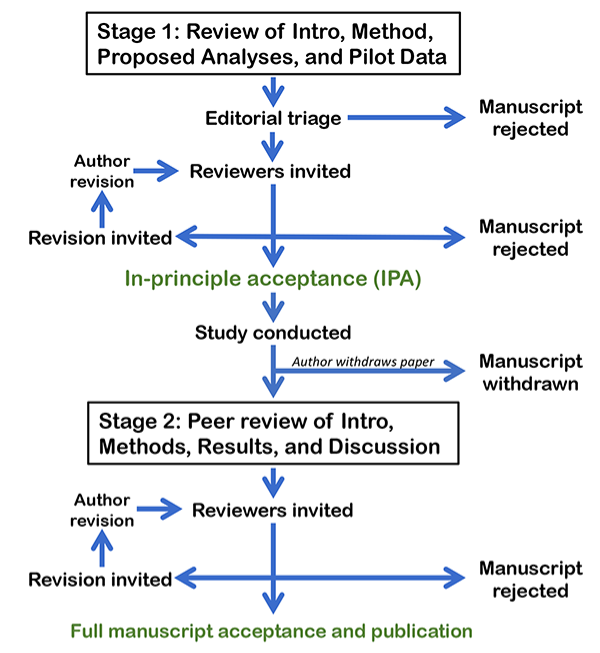 Stage 1: Review of Intro, Method,
Proposed Analyses, and Pilot Data
Editorial triage
Manuscript
rejected
Author
revision
Reviewers invited
Revision invited
Manuscript
rejected
In-principle acceptance (IPA)
Study conducted
Author withdraws paper
Manuscript
withdrawn
Stage 2: Peer review of Intro,
Methods, Results, and Discussion
Author
revision
Reviewers invited
Revision invited
Manuscript
rejected
Full manuscript acceptance and publication